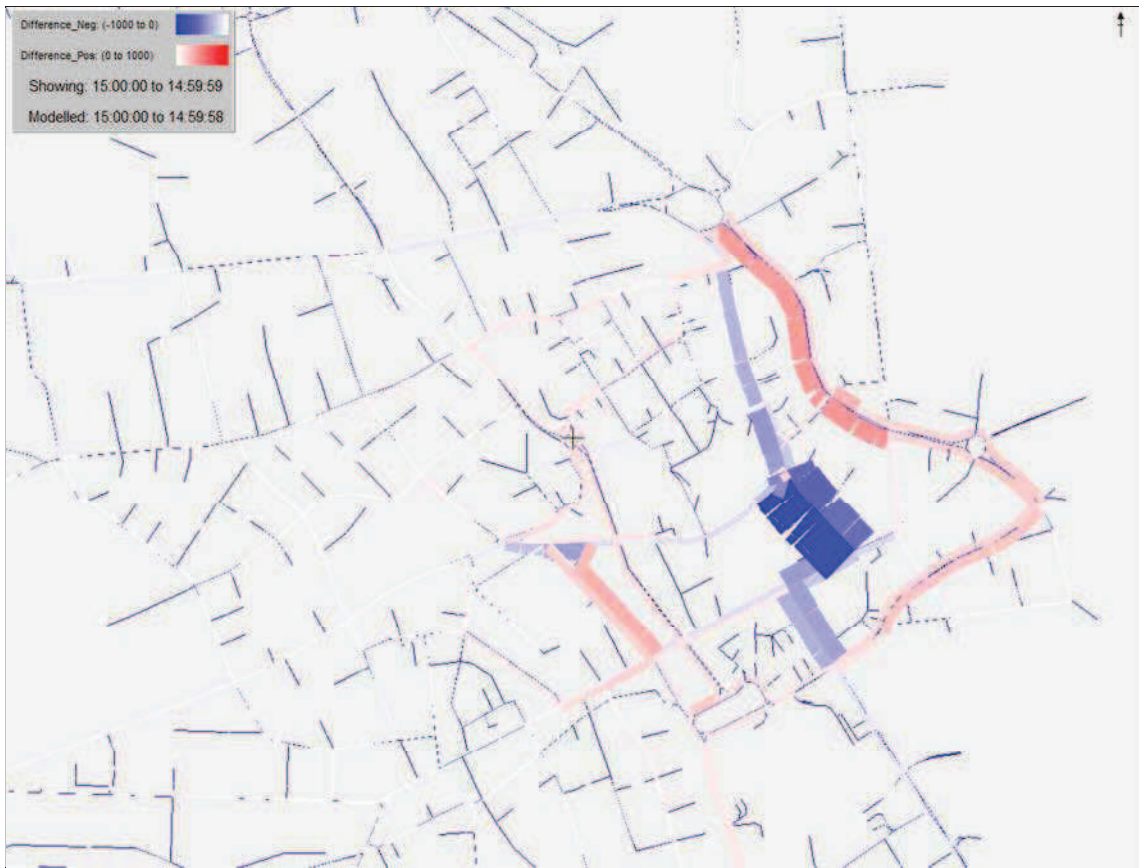 Difference_Neg: (-1000 to 0)
Difference_Pos: (0 to 1000)
Showing: 15:00:00 to 14:59:59
Modelled: 15:00:00 to 14:59:58